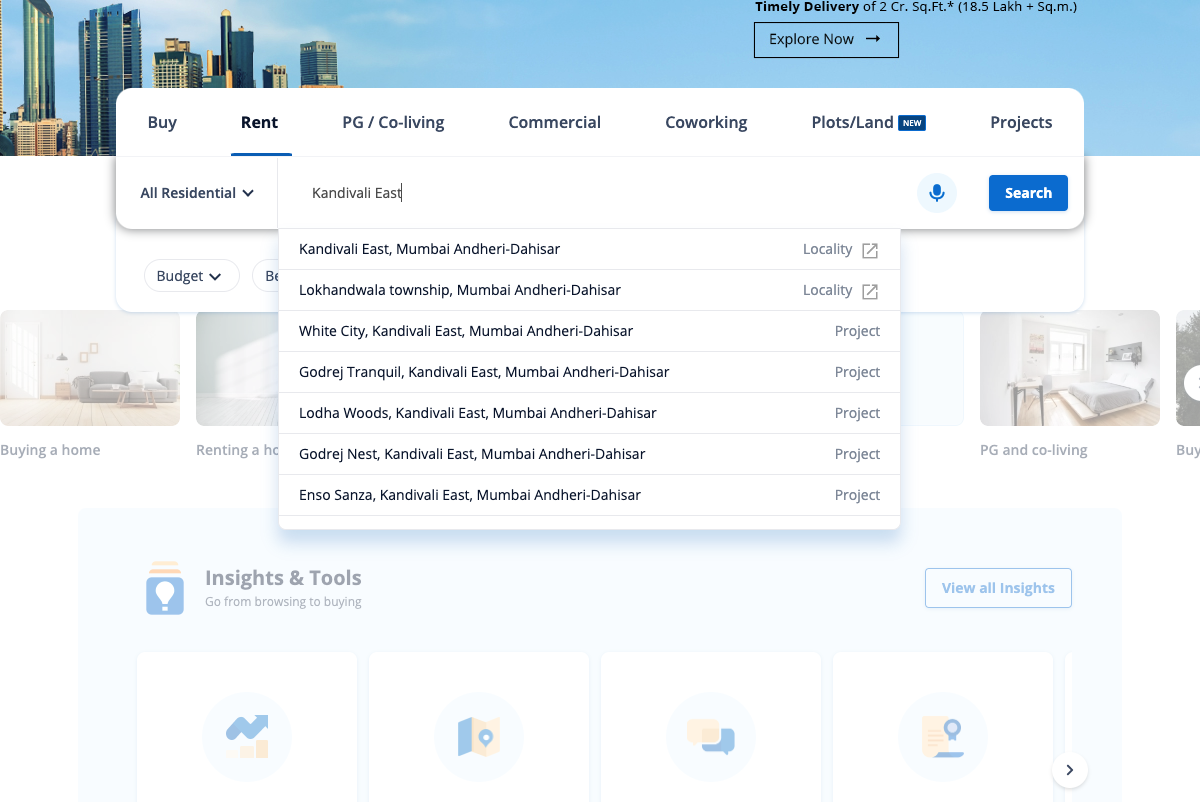 Timely Delivery of 2 Cr. Sq.Ft.* (18.5 Lakh + Sq.m.)
Explore Now
Buy
Rent
PG / Co-living
Commercial
Coworking
Plots/Land NEW
Projects
All Residential
Kandivali East
Search
Kandivali East, Mumbai Andheri-Dahisar Locality
Budget
Be
Lokhandwala township, Mumbai Andheri-Dahisar Locality
White City, Kandivali East, Mumbai Andheri-Dahisar Project
Godrej Tranquil, Kandivali East, Mumbai Andheri-Dahisar Project
Lodha Woods, Kandivali East, Mumbai Andheri-Dahisar Project
Godrej Nest, Kandivali East, Mumbai Andheri-Dahisar Project
Enso Sanza, Kandivali East, Mumbai Andheri-Dahisar Project
Buying a home
Renting a ho
PG and co-living
Buy
Insights & Tools
Go from browsing to buying
View all Insights